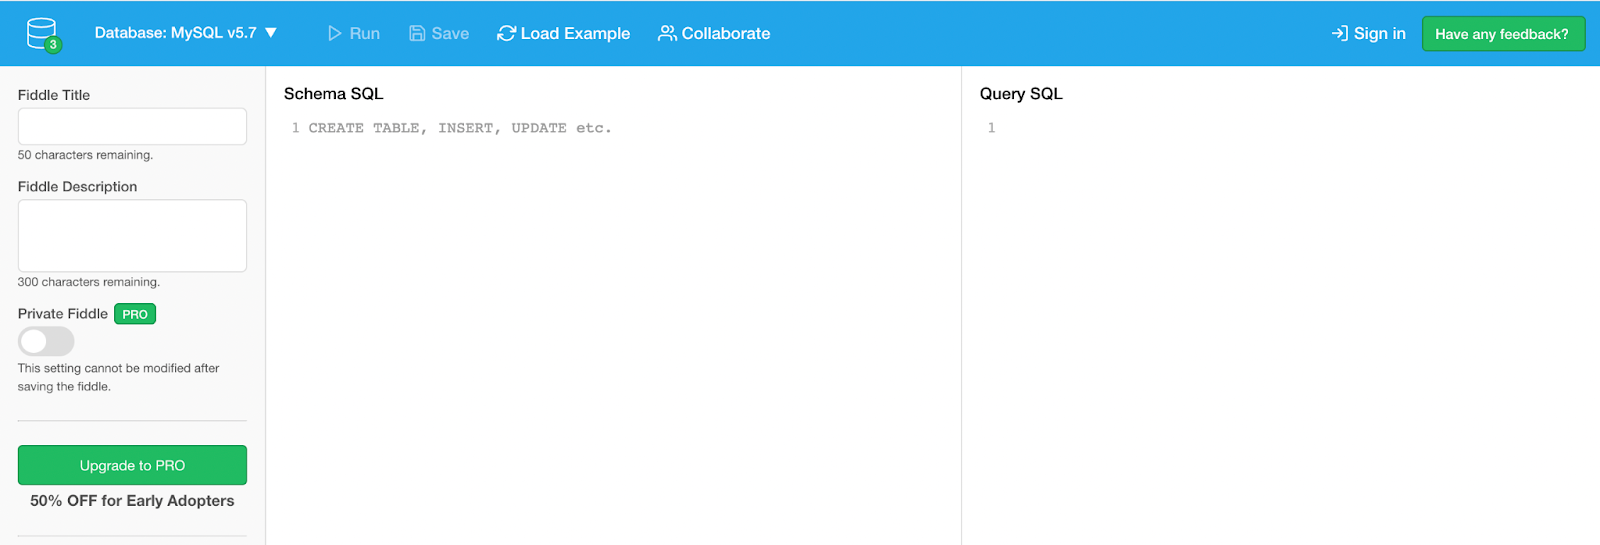 3
Database: MySQL v5.7 ▼
Run
Save
Load Example
Collaborate
Sign in
Have any feedback?
Fiddle Title
50 characters remaining.
Fiddle Description
300 characters remaining.
Private Fiddle PRO
This setting cannot be modified after
saving the fiddle.
Upgrade to PRO
50% OFF for Early Adopters
Schema SQL
1 CREATE TABLE, INSERT, UPDATE etc.
Query SQL
1